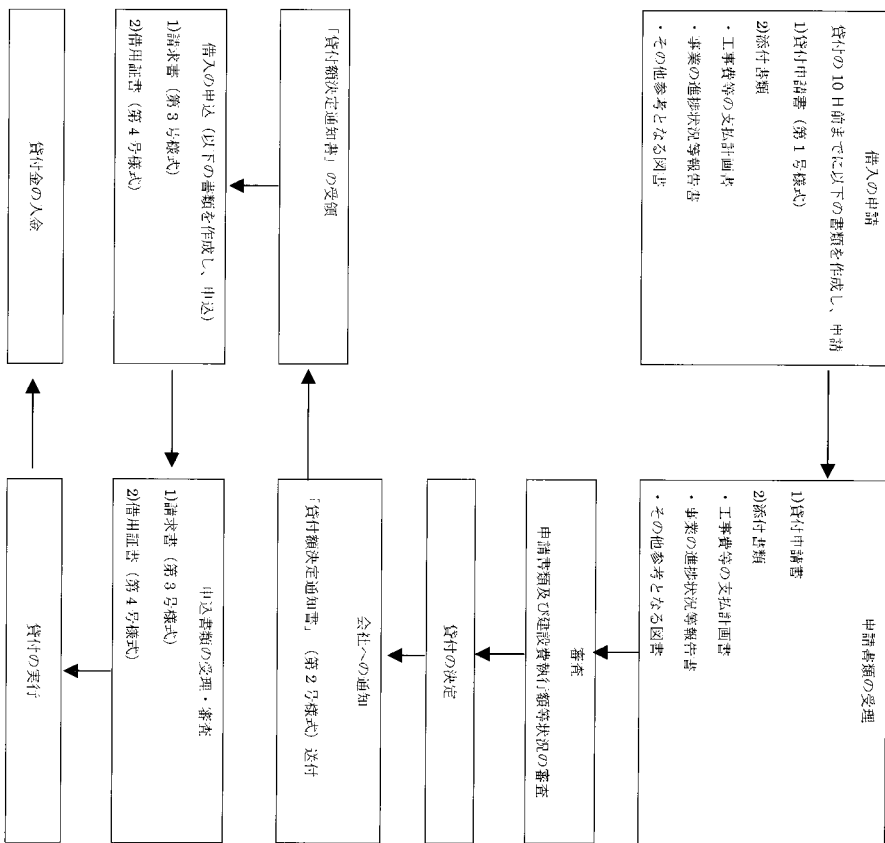 借入の申請
貸付の10日前までに以下の書類を作成し、申請
1)貸付申請書（第１号様式）
2)添付書類
・工事費等の支払計画書
・事業の進捗状況等報告書
・その他参考となる図書
申請書類の受理
1)貸付申請書
2)添付書類
・工事費等の支払計画書
・事業の進捗状況等報告書
・その他参考となる図書
審査
申請書類及び建設費執行額等状況の審査
貸付の決定
会社への通知
「貸付額決定通知書」（第２号様式）送付
「貸付額決定通知書」の受領
借入の申込（以下の書類を作成し、申込）
1)請求書（第３号様式）
2)借用証書（第４号様式）
申込書類の受理・審査
1)請求書（第３号様式）
2)借用証書（第４号様式）
貸付の実行
貸付金の入金